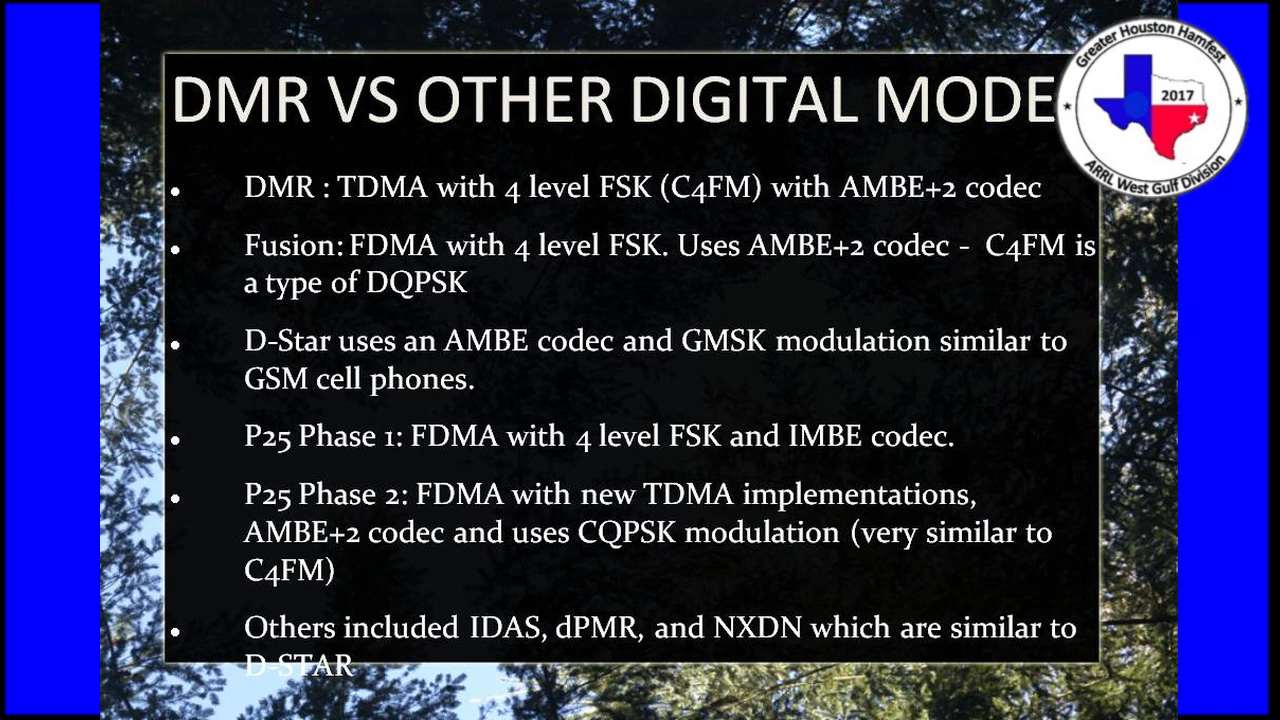 DMR VS OTHER DIGITAL MODE
Greater Houston Hamfest
2017
ARRL West Gulf Division
• DMR : TDMA with 4 level FSK (C4FM) with AMBE+2 codec
• Fusion: FDMA with 4 level FSK. Uses AMBE+2 codec - C4FM is
a type of DQPSK
• D-Star uses an AMBE codec and GMSK modulation similar to
GSM cell phones.
• P25 Phase 1: FDMA with 4 level FSK and IMBE codec.
• P25 Phase 2: FDMA with new TDMA implementations,
AMBE+2 codec and uses CQPSK modulation (very similar to
C4FM)
• Others included IDAS, dPMR, and NXDN which are similar to
D-STAR